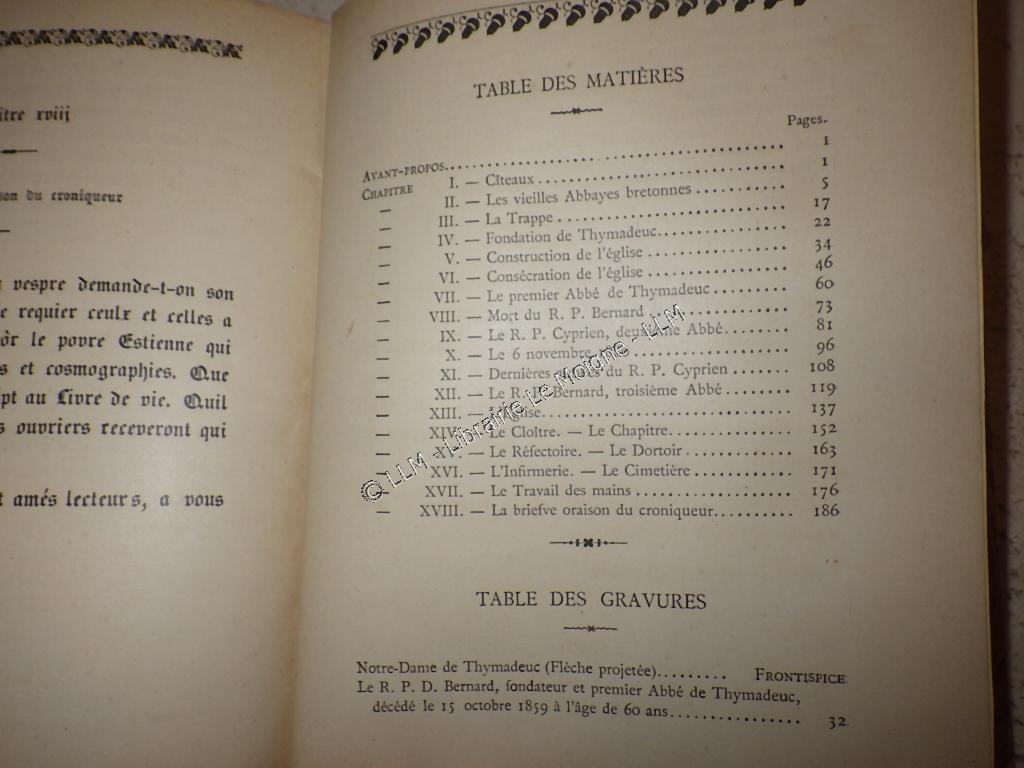 itre xviij
son du croniqueur
vespre demande-t-on son
e requier ceulx et celles a
ôr le povre Estienne qui
s et cosmographies. Que
pt au Livre de vie. Quil
s ouvriers receveront qui
t amés lecteurs, a vous
TABLE DES MATIÈRES
Pages.
AVANT-PROPOS 1
CHAPITRE I. — Cîteaux 1
— II. — Les vieilles Abbayes bretonnes 5
— III. — La Trappe 17
— IV. — Fondation de Thymadeuc 22
— V. — Construction de l'église 34
— VI. — Consécration de l'église 46
— VII. — Le premier Abbé de Thymadeuc 60
— VIII. — Mort du R. P. Bernard 73
— IX. — Le R. P. Cyprien, deuxième Abbé 81
— X. — Le 6 novembre 96
— XI. — Dernières du R. P. Cyprien 108
— XII. — Le R. P. Bernard, troisième Abbé 119
— XIII. — L'Église 137
— XIV. — Le Cloître. — Le Chapitre 152
— XV. — Le Réfectoire. — Le Dortoir 163
— XVI. — L'Infirmerie. — Le Cimetière 171
— XVII. — Le Travail des mains 176
— XVIII. — La briefve oraison du croniqueur 186
© LLM - Librairie Le Moigne - LLM
TABLE DES GRAVURES
Notre-Dame de Thymadeuc (Flèche projetée) FRONTISPICE
Le R. P. D. Bernard, fondateur et premier Abbé de Thymadeuc,
décédé le 15 octobre 1859 à l'âge de 60 ans 32